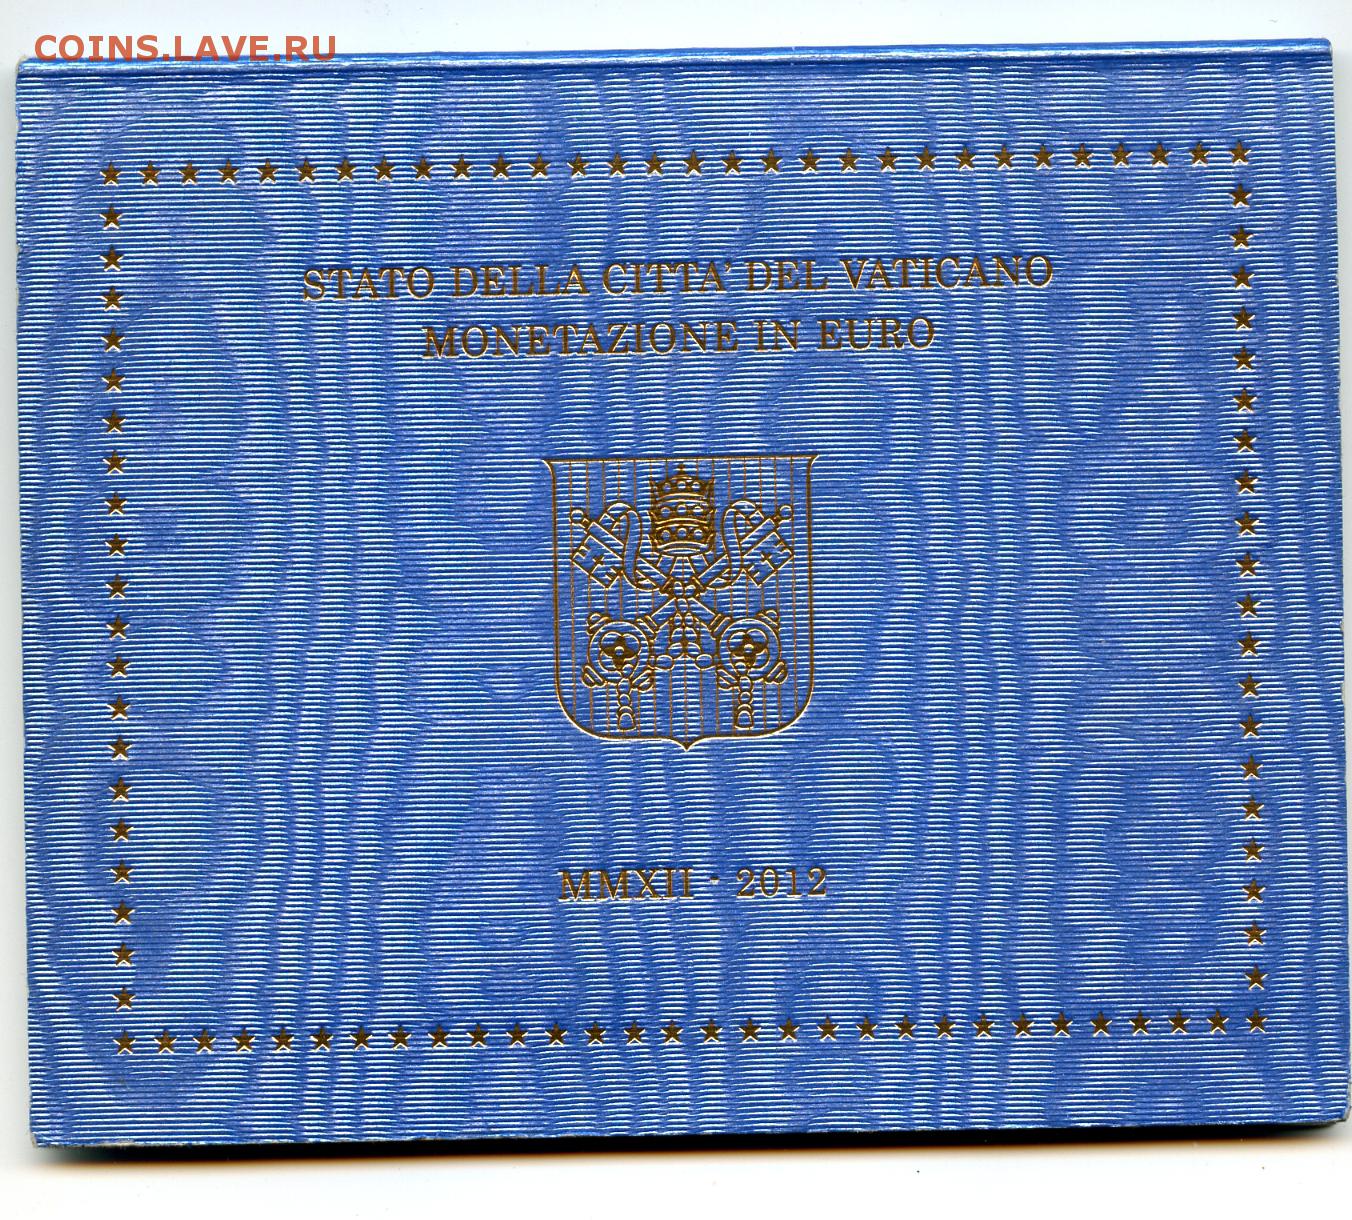 COINS.LAVE.RU
STATO DELLA CITTA' DEL VATICANO
MONETAZIONE IN EURO
MMXII - 2012